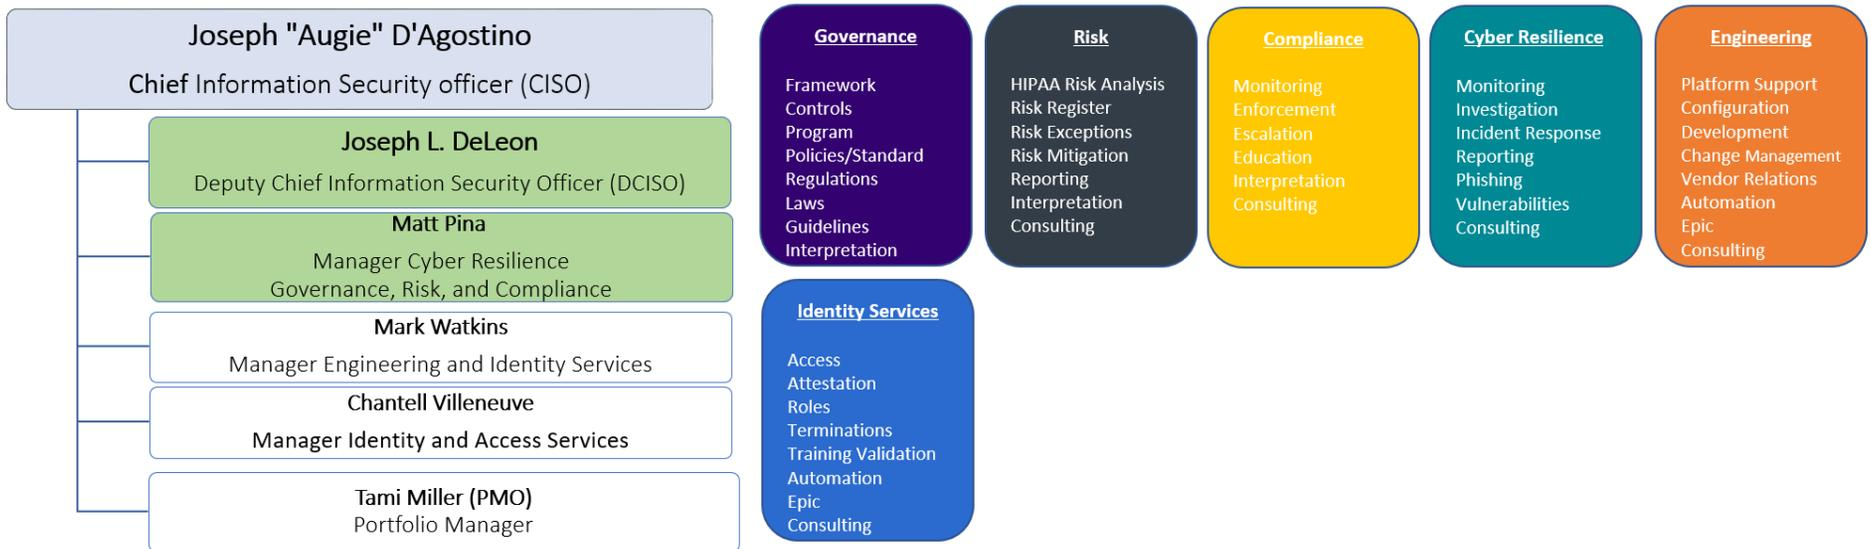 Joseph "Augie" D'Agostino
Chief Information Security officer (CISO)
Joseph L. DeLeon
Deputy Chief Information Security Officer (DCISO)
Matt Pina
Manager Cyber Resilience
Governance, Risk, and Compliance
Mark Watkins
Manager Engineering and Identity Services
Chantell Villeneuve
Manager Identity and Access Services
Tami Miller (PMO)
Portfolio Manager
Governance
Framework
Controls
Program
Policies/Standard
Regulations
Laws
Guidelines
Interpretation
Risk
HIPAA Risk Analysis
Risk Register
Risk Exceptions
Risk Mitigation
Reporting
Interpretation
Consulting
Compliance
Monitoring
Enforcement
Escalation
Education
Interpretation
Consulting
Cyber Resilience
Monitoring
Investigation
Incident Response
Reporting
Phishing
Vulnerabilities
Consulting
Engineering
Platform Support
Configuration
Development
Change Management
Vendor Relations
Automation
Epic
Consulting
Identity Services
Access
Attestation
Roles
Terminations
Training Validation
Automation
Epic
Consulting